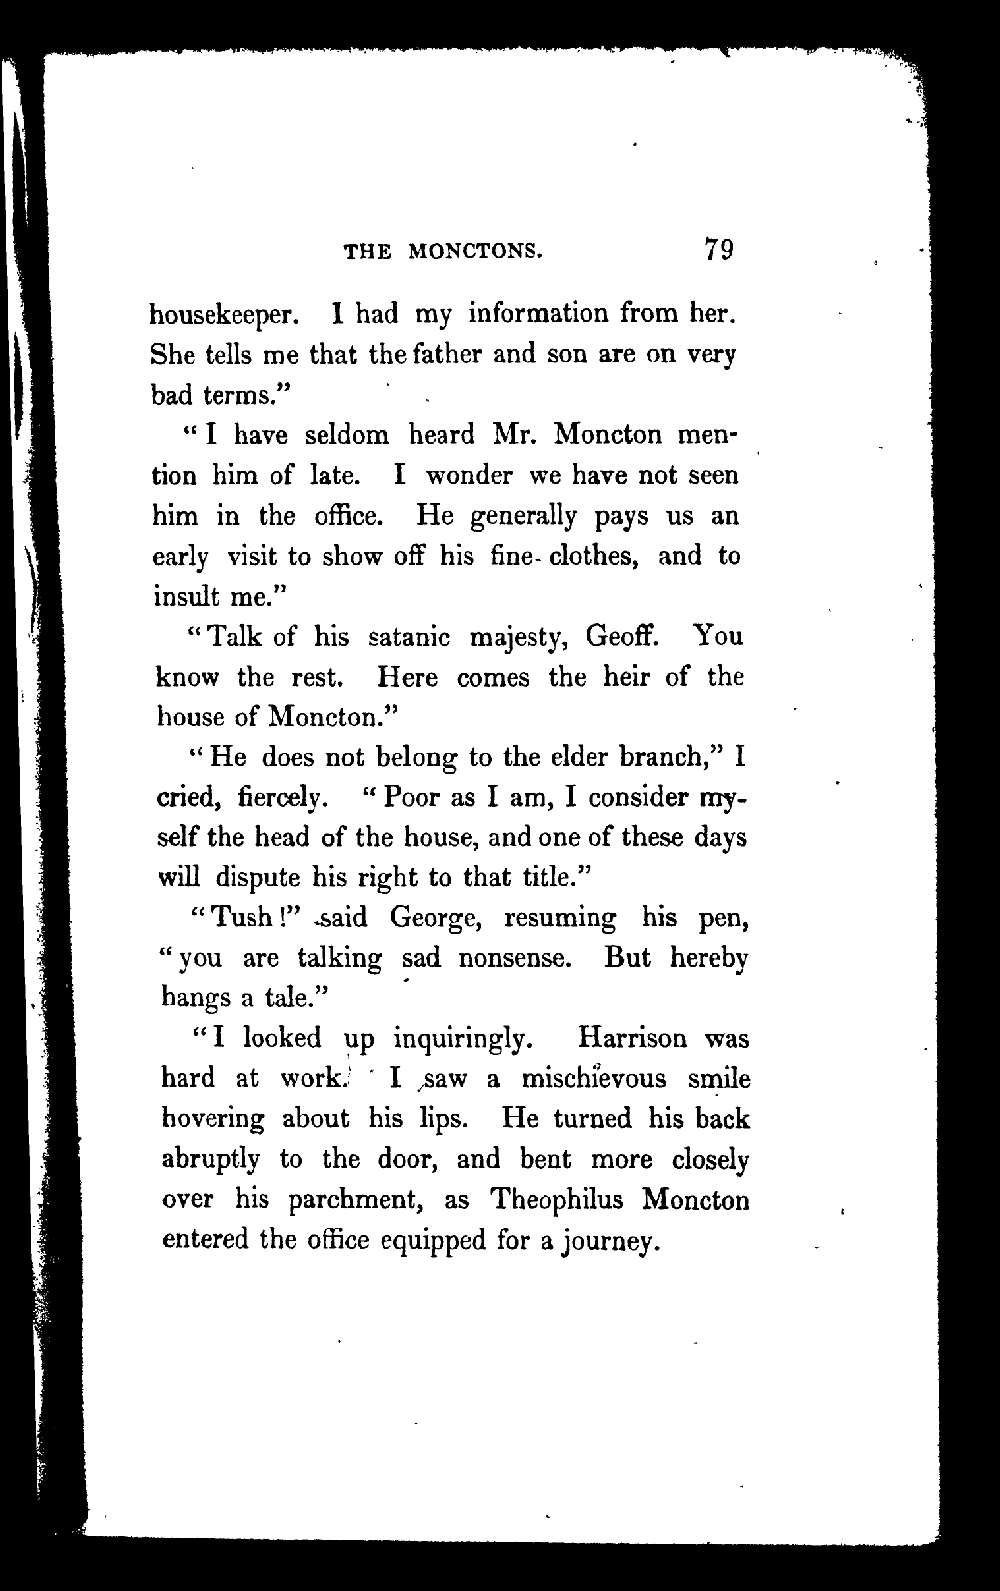 THE MONCTONS. 79
housekeeper. I had my information from her.
She tells me that the father and son are on very
bad terms.”
“I have seldom heard Mr. Moncton men-
tion him of late. I wonder we have not seen
him in the office. He generally pays us an
early visit to show off his fine clothes, and to
insult me.”
“Talk of his satanic majesty, Geoff. You
know the rest. Here comes the heir of the
house of Moncton.”
“He does not belong to the elder branch,” I
cried, fiercely. “Poor as I am, I consider my-
self the head of the house, and one of these days
will dispute his right to that title.”
“Tush!” said George, resuming his pen,
“you are talking sad nonsense. But hereby
hangs a tale.”
“I looked up inquiringly. Harrison was
hard at work. I saw a mischievous smile
hovering about his lips. He turned his back
abruptly to the door, and bent more closely
over his parchment, as Theophilus Moncton
entered the office equipped for a journey.